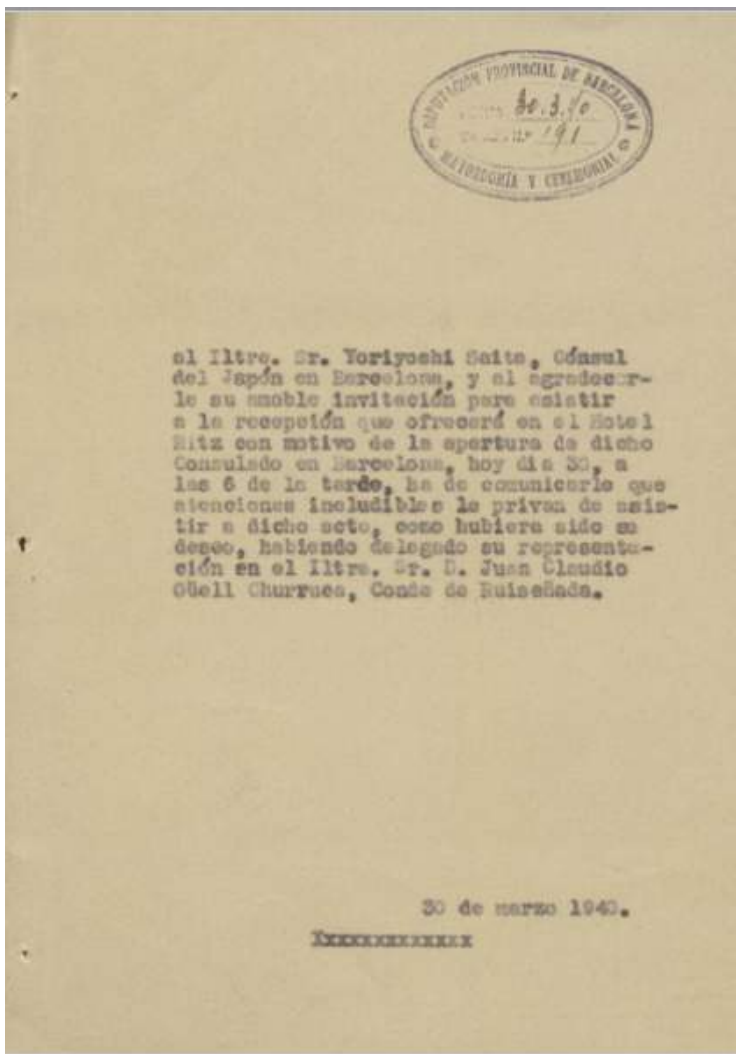 DIPUTACIÓN PROVINCIAL DE BARCELONA
30.3.40
N.º 191
MAYORDOMÍA Y CEREMONIAL
al Iltre. Sr. Yoriyoshi Saito, Cónsul
del Japón en Barcelona, y al agradecer-
le su amable invitación para asistir
a la recepción que ofrecerá en el Hotel
Ritz con motivo de la apertura de dicho
Consulado en Barcelona, hoy dia 30, a
las 6 de la tarde, ha de comunicarle que
atenciones ineludibles le privan de asis-
tir a dicho acto, como hubiera sido su
deseo, habiendo delegado su representa-
ción en el Iltre. Sr. D. Juan Claudio
Güell Churruca, Conde de Ruiseñada.
30 de marzo 1940.
Xxxxxxxxxxxxx